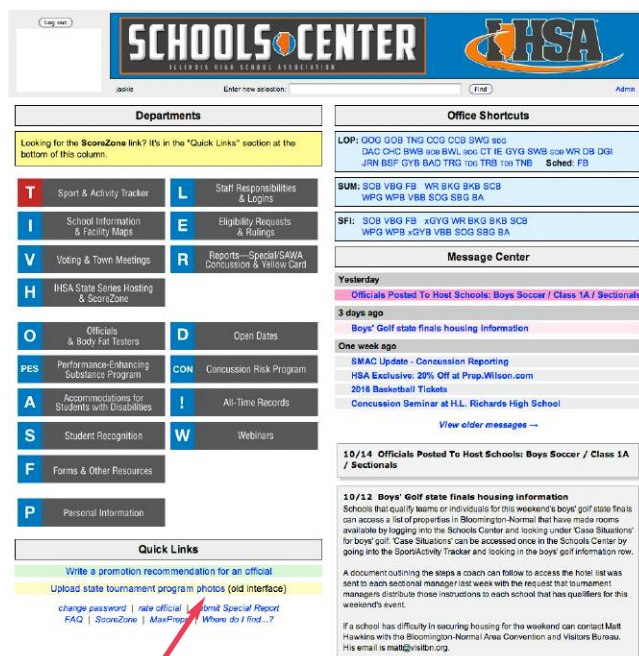 Log out
SCHOOLS CENTER
ILLINOIS HIGH SCHOOL ASSOCIATION
IHSA
jackie
Enter new selection:
Find
Admin
Departments
Looking for the ScoreZone link? It's in the "Quick Links" section at the
bottom of this column.
T Sport & Activity Tracker
L Staff Responsibilities
& Logins
I School Information
& Facility Maps
E Eligibility Requests
& Rulings
V Voting & Town Meetings
R Reports—Special/SAWA
Concussion & Yellow Card
H IHSA State Series Hosting
& ScoreZone
O Officials
& Body Fat Testers
D Open Dates
PES Performance-Enhancing
Substance Program
CON Concussion Risk Program
A Accommodations for
Students with Disabilities
! All-Time Records
S Student Recognition
W Webinars
F Forms & Other Resources
P Personal Information
Quick Links
Write a promotion recommendation for an official
Upload state tournament program photos (old interface)
change password | rate official | Submit Special Report
FAQ | ScoreZone | MaxPreps | Where do I find...?
Office Shortcuts
LOP: GOG GOB TNG CCG CCB SWG SDG
DAC CHC BWB BOB BWL BDG CT IE GYG SWB SDB WR DB DGI
JRN BSF GYB BAD TRG TDG TRB TDB TNB Sched: FB
SUM: SOB VBG FB WR BKG BKB SCB
WPG WPB VBB SOG SBG BA
SFI: SOB VBG FB xGYG WR BKG BKB SCB
WPG WPB xGYB VBB SOG SBG BA
Message Center
Yesterday
Officials Posted To Host Schools: Boys Soccer / Class 1A / Sectionals
3 days ago
Boys' Golf state finals housing information
One week ago
SMAC Update - Concussion Reporting
HSA Exclusive: 20% Off at Prep.Wilson.com
2016 Basketball Tickets
Concussion Seminar at H.L. Richards High School
View older messages →
10/14 Officials Posted To Host Schools: Boys Soccer / Class 1A
/ Sectionals
10/12 Boys' Golf state finals housing information
Schools that qualify teams or individuals for this weekend's boys' golf state finals
can access a list of properties in Bloomington-Normal that have made rooms
available by logging into the Schools Center and looking under 'Case Situations'
for boys' golf. 'Case Situations' can be accessed once in the Schools Center by
going into the Sport/Activity Tracker and looking in the boys' golf information row.
A document outlining the steps a coach can follow to access the hotel list was
sent to each sectional manager last week with the request that tournament
managers distribute those instructions to each school that has qualifiers for this
weekend's event.
If a school has difficulty in securing housing for the weekend can contact Matt
Hawkins with the Bloomington-Normal Area Convention and Visitors Bureau.
His email is matt@visitbn.org.